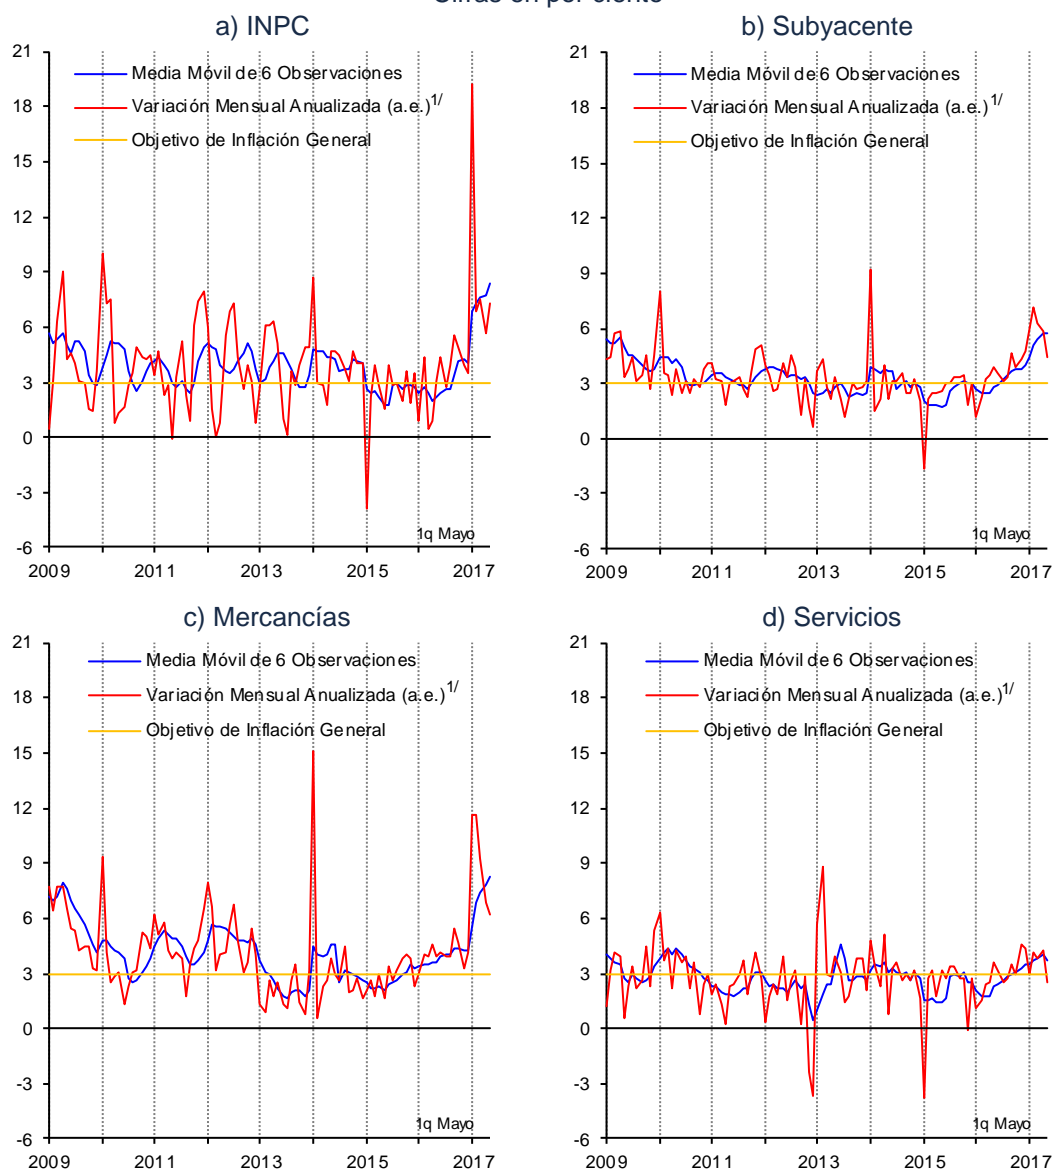 Cifras en por ciento
a) INPC
21
18
15
12
9
6
3
0
-3
-6
Media Móvil de 6 Observaciones
Variación Mensual Anualizada (a.e.)1/
Objetivo de Inflación General
1q Mayo
2009 2011 2013 2015 2017
b) Subyacente
21
18
15
12
9
6
3
0
-3
-6
Media Móvil de 6 Observaciones
Variación Mensual Anualizada (a.e.)1/
Objetivo de Inflación General
1q Mayo
2009 2011 2013 2015 2017
c) Mercancías
21
18
15
12
9
6
3
0
-3
-6
Media Móvil de 6 Observaciones
Variación Mensual Anualizada (a.e.)1/
Objetivo de Inflación General
1q Mayo
2009 2011 2013 2015 2017
d) Servicios
21
18
15
12
9
6
3
0
-3
-6
Media Móvil de 6 Observaciones
Variación Mensual Anualizada (a.e.)1/
Objetivo de Inflación General
1q Mayo
2009 2011 2013 2015 2017